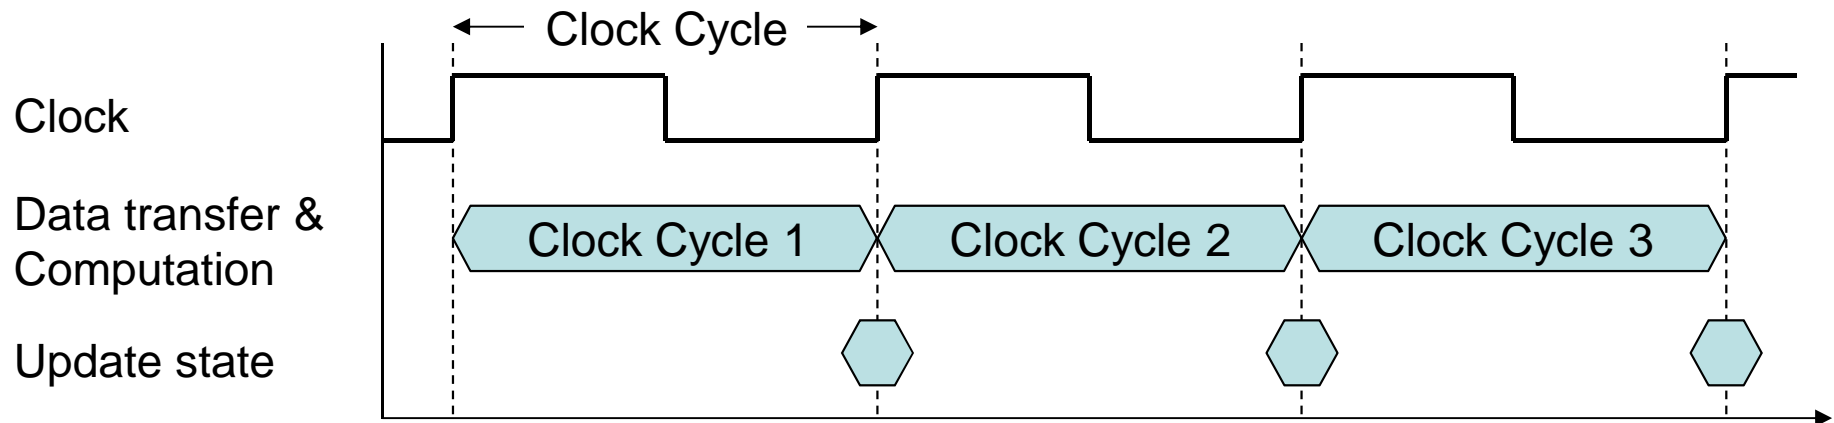 Clock Cycle
Clock
Data transfer &
Computation
Clock Cycle 1
Clock Cycle 2
Clock Cycle 3
Update state